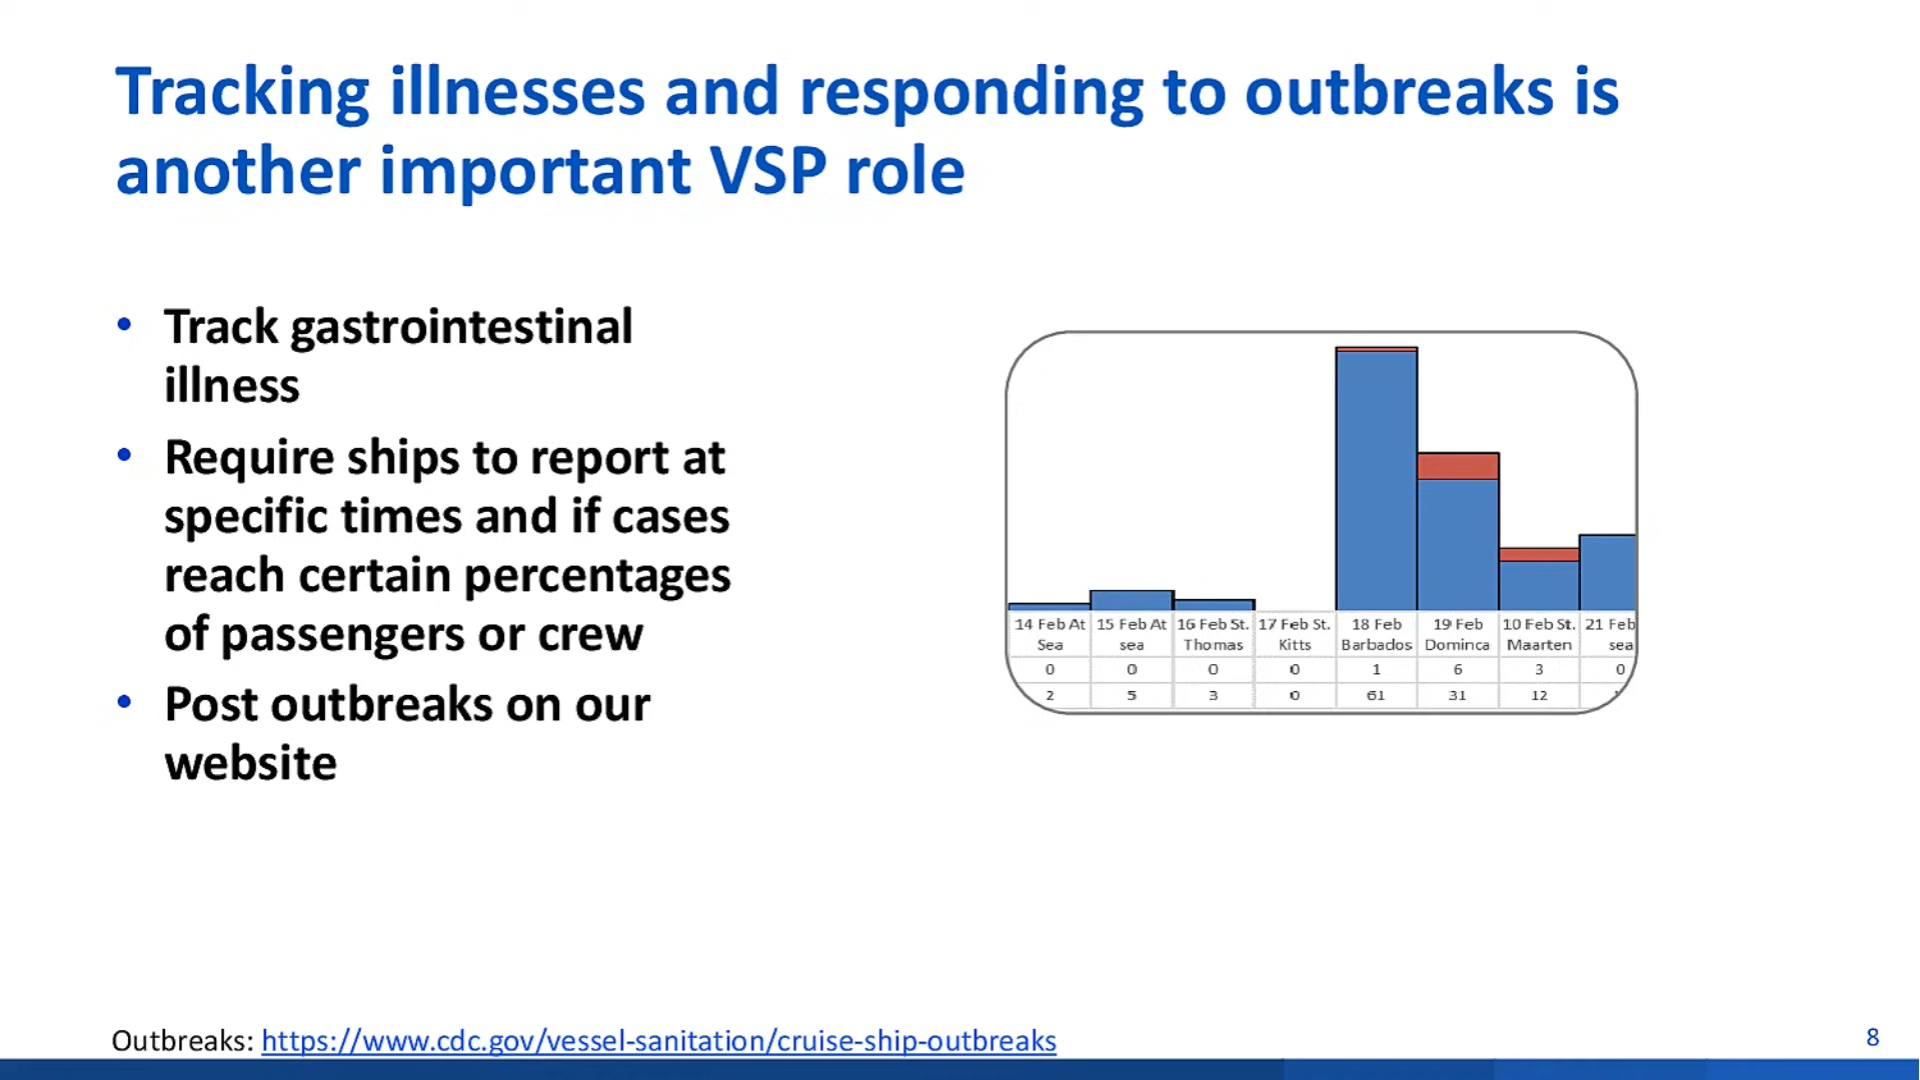 Tracking illnesses and responding to outbreaks is
another important VSP role
• Track gastrointestinal
illness
• Require ships to report at
specific times and if cases
reach certain percentages
of passengers or crew
• Post outbreaks on our
website
14 Feb At 15 Feb At 16 Feb St. 17 Feb St. 18 Feb 19 Feb 10 Feb St. 21 Feb
Sea sea Thomas Kitts Barbados Dominca Maarten sea
0 0 0 0 1 6 3 0
2 5 3 0 61 31 12
Outbreaks: https://www.cdc.gov/vessel-sanitation/cruise-ship-outbreaks
8